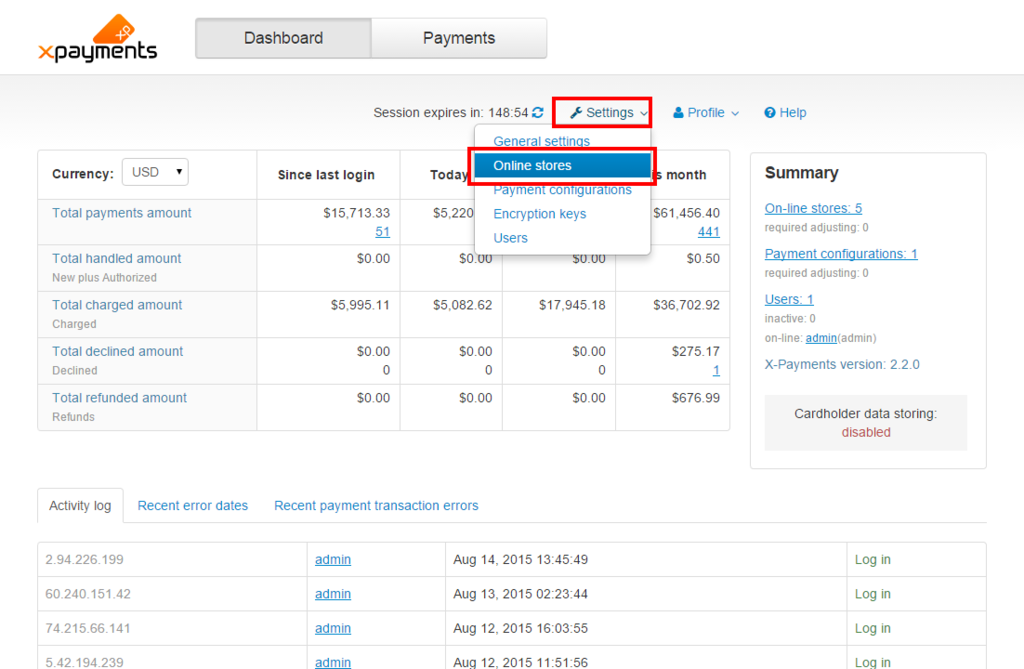 xp
xpayments
Dashboard
Payments
Session expires in: 148:54
Settings
Profile
Help
General settings
Online stores
Payment configurations
Encryption keys
Users
Currency: USD
Since last login
Today
s month
Total payments amount
$15,713.33
$5,220
$61,456.40
51
441
Total handled amount
$0.00
$0.00
$0.00
$0.50
New plus Authorized
Total charged amount
$5,995.11
$5,082.62
$17,945.18
$36,702.92
Charged
Total declined amount
$0.00
$0.00
$0.00
$275.17
Declined
0
0
0
1
Total refunded amount
$0.00
$0.00
$0.00
$676.99
Refunds
Summary
On-line stores: 5
required adjusting: 0
Payment configurations: 1
required adjusting: 0
Users: 1
inactive: 0
on-line: admin(admin)
X-Payments version: 2.2.0
Cardholder data storing:
disabled
Activity log
Recent error dates
Recent payment transaction errors
2.94.226.199
admin
Aug 14, 2015 13:45:49
Log in
60.240.151.42
admin
Aug 13, 2015 02:23:44
Log in
74.215.66.141
admin
Aug 12, 2015 16:03:55
Log in
5.42.194.239
admin
Aug 12, 2015 11:51:56
Log in